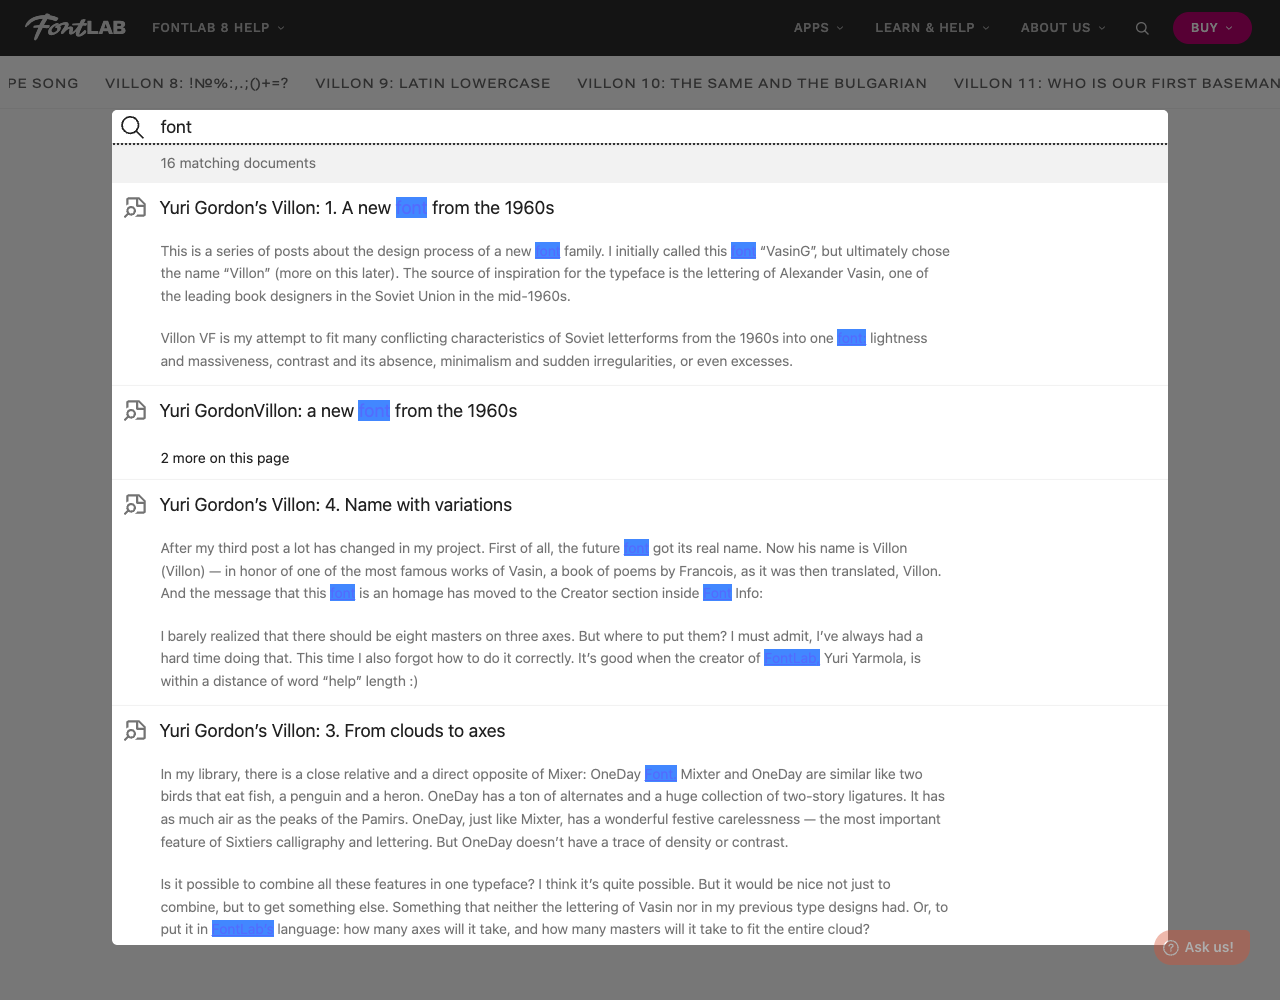 FontLAB
FONTLAB 8 HELP
APPS
LEARN & HELP
ABOUT US
BUY
PE SONG
VILLON 8: !№%:,.;()+=?
VILLON 9: LATIN LOWERCASE
VILLON 10: THE SAME AND THE BULGARIAN
VILLON 11: WHO IS OUR FIRST BASEMAN
font
16 matching documents
Yuri Gordon’s Villon: 1. A new font from the 1960s
This is a series of posts about the design process of a new font family. I initially called this font “VasinG”, but ultimately chose
the name “Villon” (more on this later). The source of inspiration for the typeface is the lettering of Alexander Vasin, one of
the leading book designers in the Soviet Union in the mid-1960s.
Villon VF is my attempt to fit many conflicting characteristics of Soviet letterforms from the 1960s into one font: lightness
and massiveness, contrast and its absence, minimalism and sudden irregularities, or even excesses.
Yuri GordonVillon: a new font from the 1960s
2 more on this page
Yuri Gordon’s Villon: 4. Name with variations
After my third post a lot has changed in my project. First of all, the future font got its real name. Now his name is Villon
(Villon) — in honor of one of the most famous works of Vasin, a book of poems by Francois, as it was then translated, Villon.
And the message that this font is an homage has moved to the Creator section inside Font Info:
I barely realized that there should be eight masters on three axes. But where to put them? I must admit, I’ve always had a
hard time doing that. This time I also forgot how to do it correctly. It’s good when the creator of FontLab, Yuri Yarmola, is
within a distance of word “help” length :)
Yuri Gordon’s Villon: 3. From clouds to axes
In my library, there is a close relative and a direct opposite of Mixer: OneDay Font. Mixter and OneDay are similar like two
birds that eat fish, a penguin and a heron. OneDay has a ton of alternates and a huge collection of two-story ligatures. It has
as much air as the peaks of the Pamirs. OneDay, just like Mixter, has a wonderful festive carelessness — the most important
feature of Sixtiers calligraphy and lettering. But OneDay doesn’t have a trace of density or contrast.
Is it possible to combine all these features in one typeface? I think it’s quite possible. But it would be nice not just to
combine, but to get something else. Something that neither the lettering of Vasin nor in my previous type designs had. Or, to
put it in FontLab’s language: how many axes will it take, and how many masters will it take to fit the entire cloud?
Ask us!